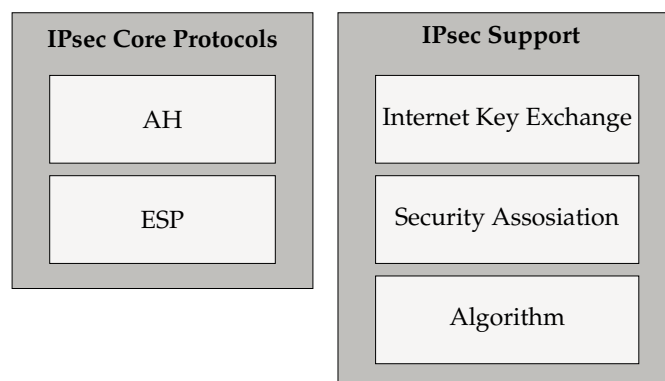 IPsec Core Protocols
AH
ESP
IPsec Support
Internet Key Exchange
Security Assosiation
Algorithm